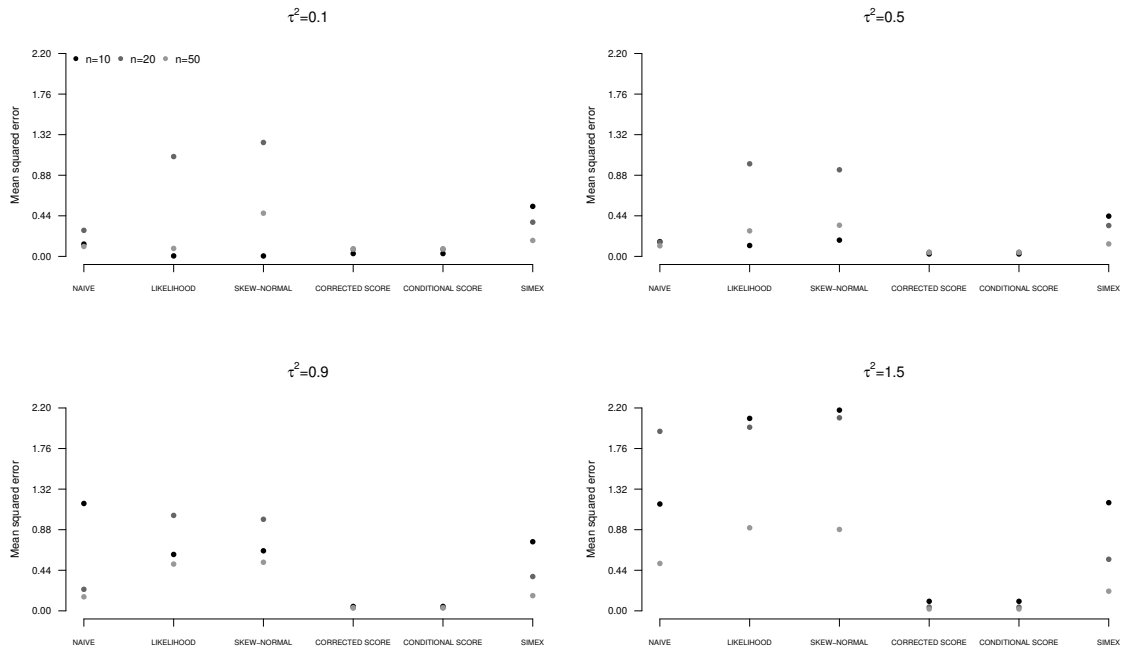 τ²=0.1
Mean squared error
2.20
1.76
1.32
0.88
0.44
0.00
n=10 n=20 n=50
NAIVE LIKELIHOOD SKEW−NORMAL CORRECTED SCORE CONDITIONAL SCORE SIMEX
τ²=0.5
Mean squared error
2.20
1.76
1.32
0.88
0.44
0.00
NAIVE LIKELIHOOD SKEW−NORMAL CORRECTED SCORE CONDITIONAL SCORE SIMEX
τ²=0.9
Mean squared error
2.20
1.76
1.32
0.88
0.44
0.00
NAIVE LIKELIHOOD SKEW−NORMAL CORRECTED SCORE CONDITIONAL SCORE SIMEX
τ²=1.5
Mean squared error
2.20
1.76
1.32
0.88
0.44
0.00
NAIVE LIKELIHOOD SKEW−NORMAL CORRECTED SCORE CONDITIONAL SCORE SIMEX